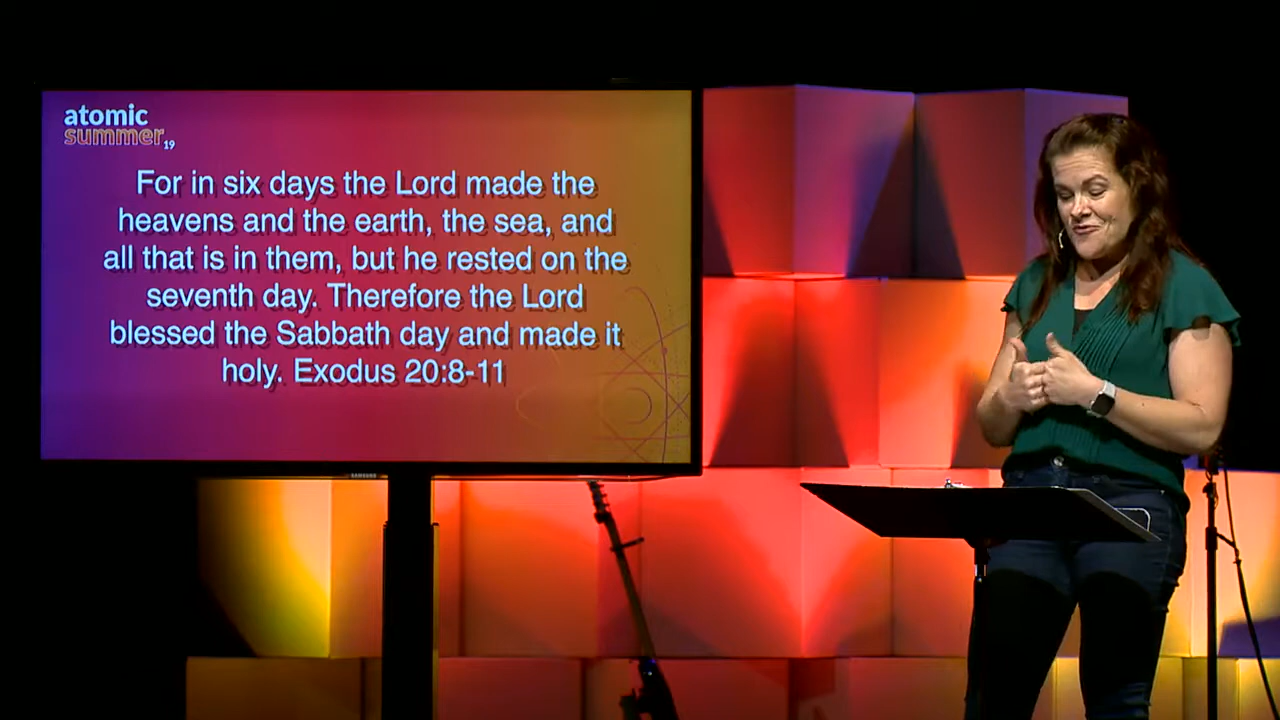 atomic
summer19
For in six days the Lord made the
heavens and the earth, the sea, and
all that is in them, but he rested on the
seventh day. Therefore the Lord
blessed the Sabbath day and made it
holy. Exodus 20:8-11
SAMSUNG